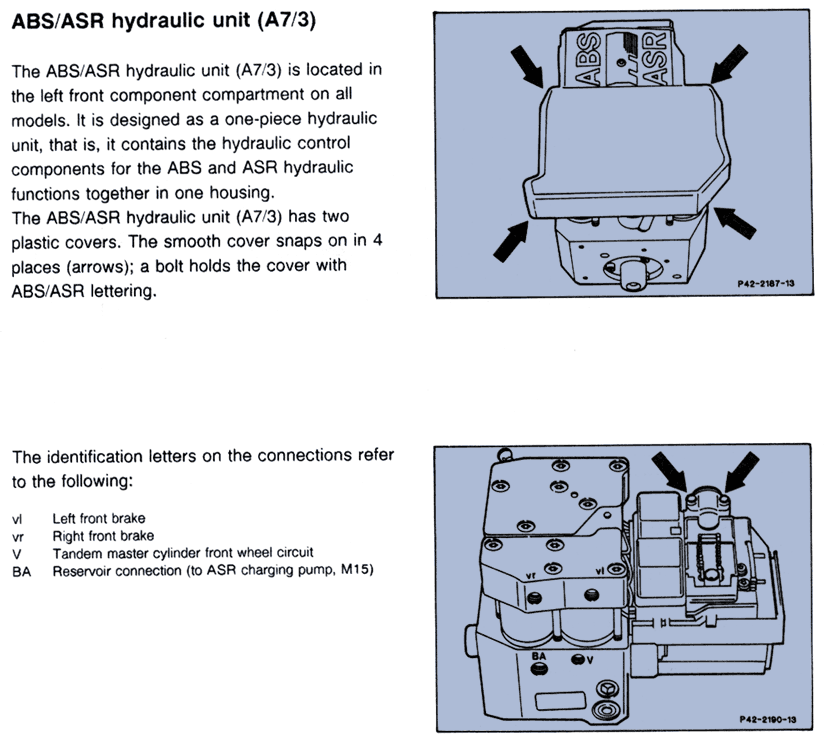 ABS/ASR hydraulic unit (A7/3)
The ABS/ASR hydraulic unit (A7/3) is located in
the left front component compartment on all
models. It is designed as a one-piece hydraulic
unit, that is, it contains the hydraulic control
components for the ABS and ASR hydraulic
functions together in one housing.
The ABS/ASR hydraulic unit (A7/3) has two
plastic covers. The smooth cover snaps on in 4
places (arrows); a bolt holds the cover with
ABS/ASR lettering.
ABS
ASR
P42-2187-13
The identification letters on the connections refer
to the following:
vl Left front brake
vr Right front brake
V Tandem master cylinder front wheel circuit
BA Reservoir connection (to ASR charging pump, M15)
vr vl
BA V
P42-2190-13